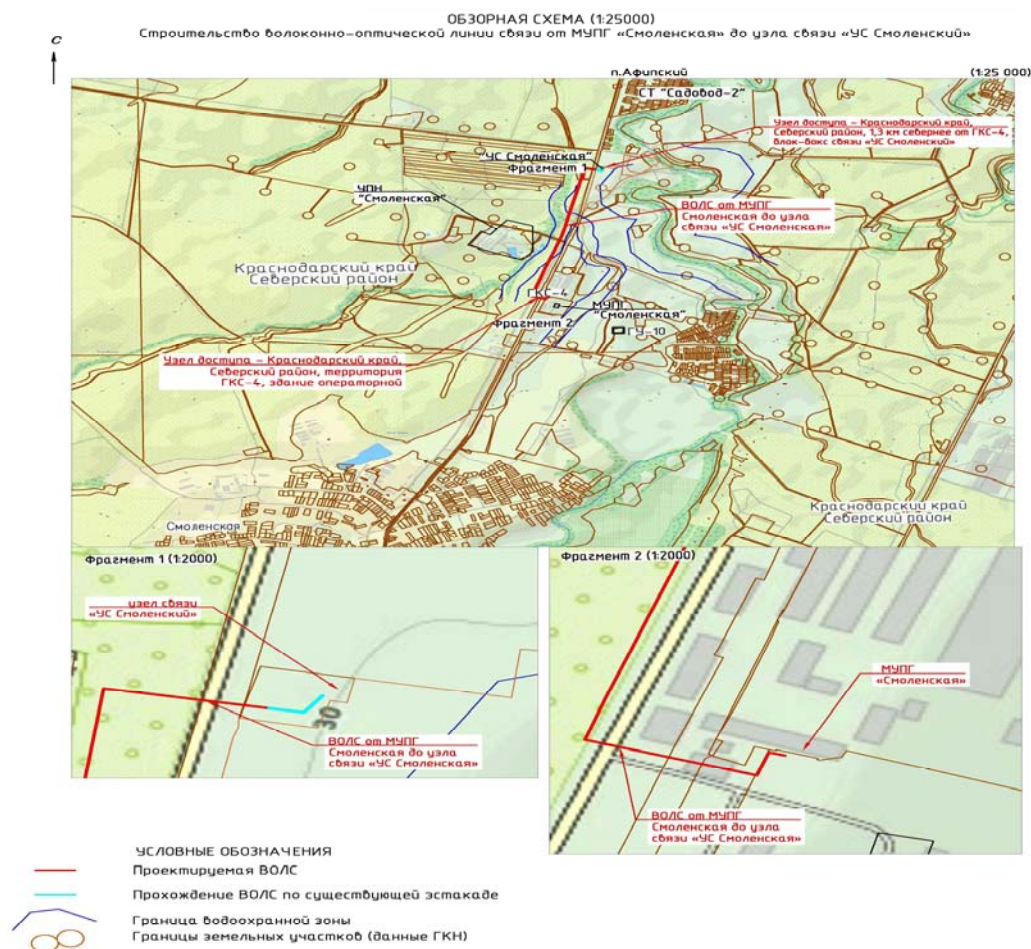 ОБЗОРНАЯ СХЕМА (1:25000)
Строительство волоконно-оптической линии связи от МУПГ «Смоленская» до узла связи «УС Смоленский»
С
п.Афипский
(1:25 000)
СТ "Садовод-2"
Узел доступа - Краснодарский край,
Северский район, 1,3 км севернее от ГКС-4,
блок-бокс связи «УС Смоленский»
"УС Смоленская"
Фрагмент 1
УПН
"Смоленская"
ВОЛС от МУПГ
Смоленская до узла
связи «УС Смоленская»
Краснодарский край
Северский район
ГКС-4
МУПГ
"Смоленская"
Фрагмент 2
ГУ-10
Узел доступа - Краснодарский край,
Северский район, территория
ГКС-4, здание операторной
Краснодарский край
Северский район
Смоленская
Фрагмент 1 (1:2000)
узел связи
«УС Смоленский»
30
ВОЛС от МУПГ
Смоленская до узла
связи «УС Смоленская»
Фрагмент 2 (1:2000)
МУПГ
«Смоленская»
ВОЛС от МУПГ
Смоленская до узла
связи «УС Смоленская»
УСЛОВНЫЕ ОБОЗНАЧЕНИЯ
Проектируемая ВОЛС
Прохождение ВОЛС по существующей эстакаде
Граница водоохранной зоны
Границы земельных участков (данные ГКН)